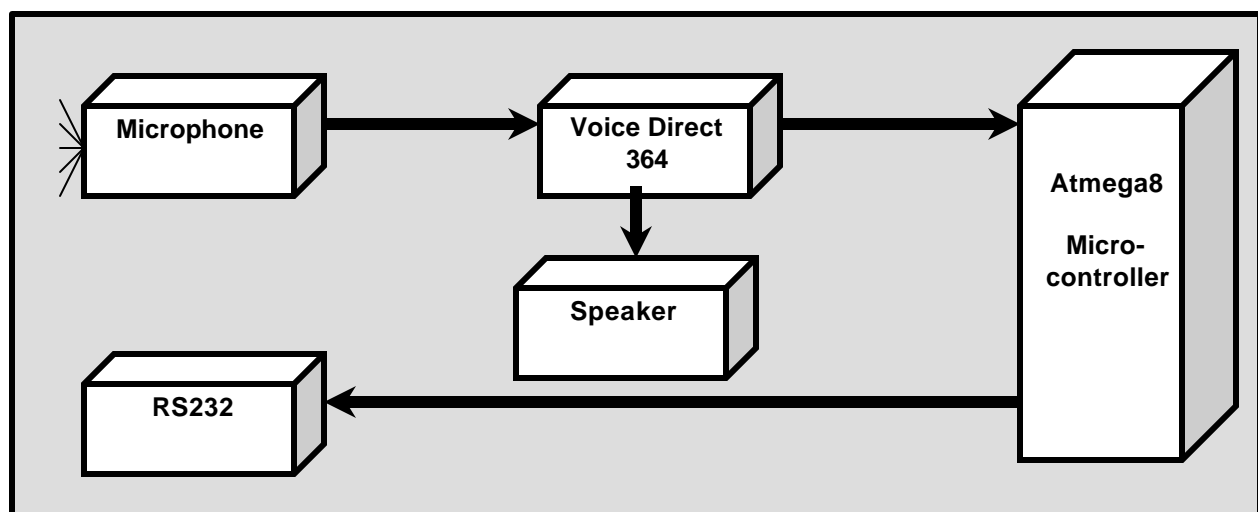 Microphone
Voice Direct
364
Atmega8
Micro-
controller
Speaker
RS232